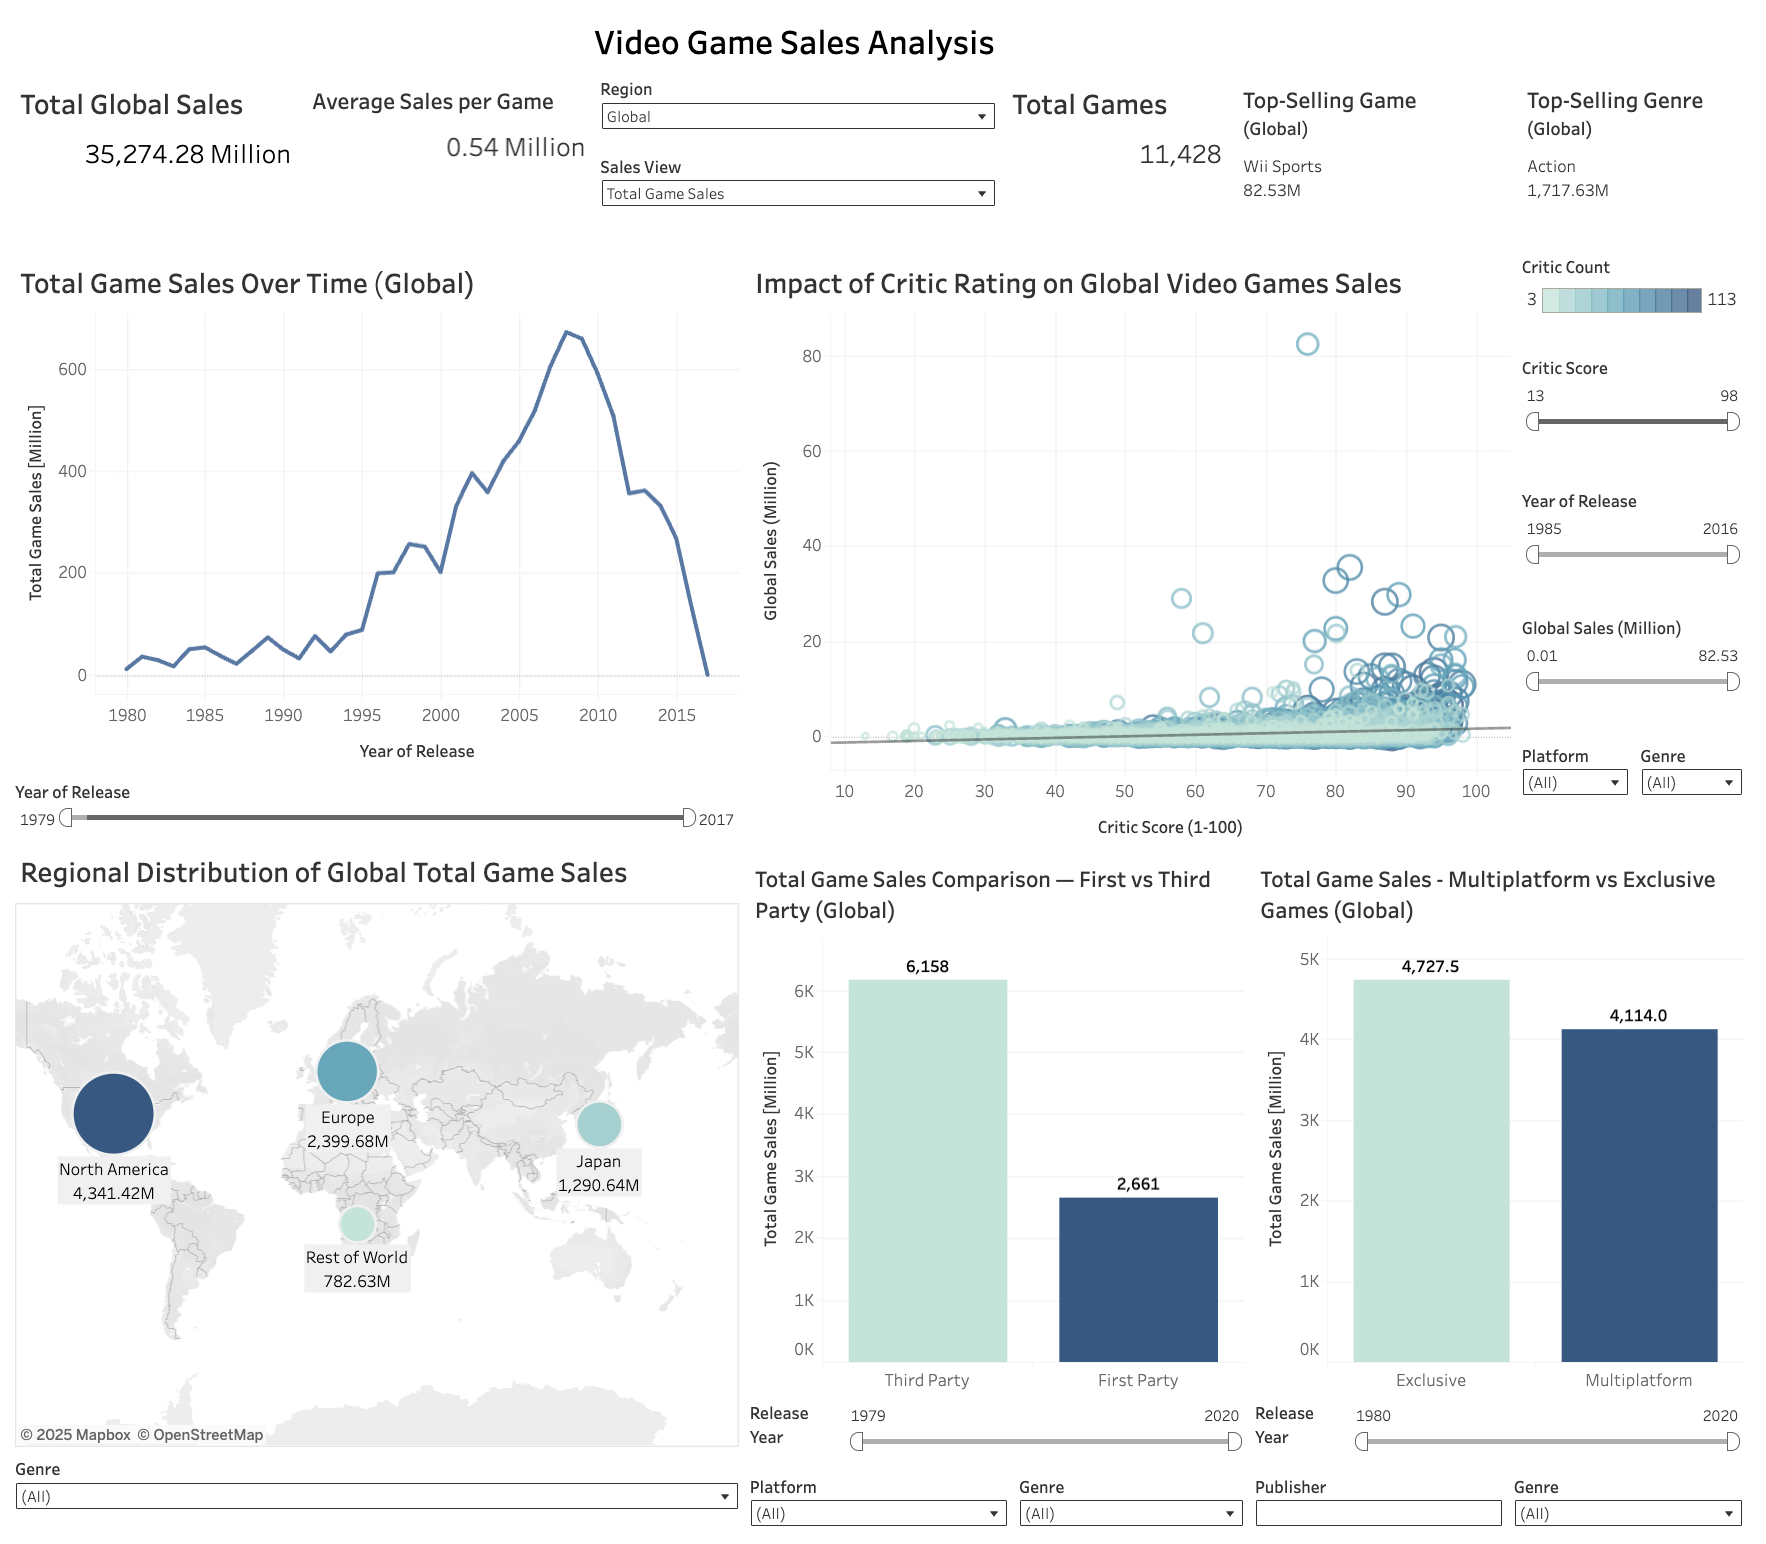 Video Game Sales Analysis
Total Global Sales
35,274.28 Million
Average Sales per Game
0.54 Million
Region
Global
Sales View
Total Game Sales
Total Games
11,428
Top-Selling Game
(Global)
Wii Sports
82.53M
Top-Selling Genre
(Global)
Action
1,717.63M
Total Game Sales Over Time (Global)
Total Game Sales [Million]
600
400
200
0
1980 1985 1990 1995 2000 2005 2010 2015
Year of Release
Year of Release
1979 2017
Impact of Critic Rating on Global Video Games Sales
Global Sales (Million)
80
60
40
20
0
10 20 30 40 50 60 70 80 90 100
Critic Score (1-100)
Critic Count
3 113
Critic Score
13 98
Year of Release
1985 2016
Global Sales (Million)
0.01 82.53
Platform
(All)
Genre
(All)
Regional Distribution of Global Total Game Sales
North America
4,341.42M
Europe
2,399.68M
Japan
1,290.64M
Rest of World
782.63M
© 2025 Mapbox © OpenStreetMap
Genre
(All)
Total Game Sales Comparison — First vs Third
Party (Global)
Total Game Sales [Million]
6K
5K
4K
3K
2K
1K
0K
6,158
2,661
Third Party First Party
Release
Year
1979 2020
Platform
(All)
Genre
(All)
Total Game Sales - Multiplatform vs Exclusive
Games (Global)
Total Game Sales [Million]
5K
4K
3K
2K
1K
0K
4,727.5
4,114.0
Exclusive Multiplatform
Release
Year
1980 2020
Publisher
Genre
(All)